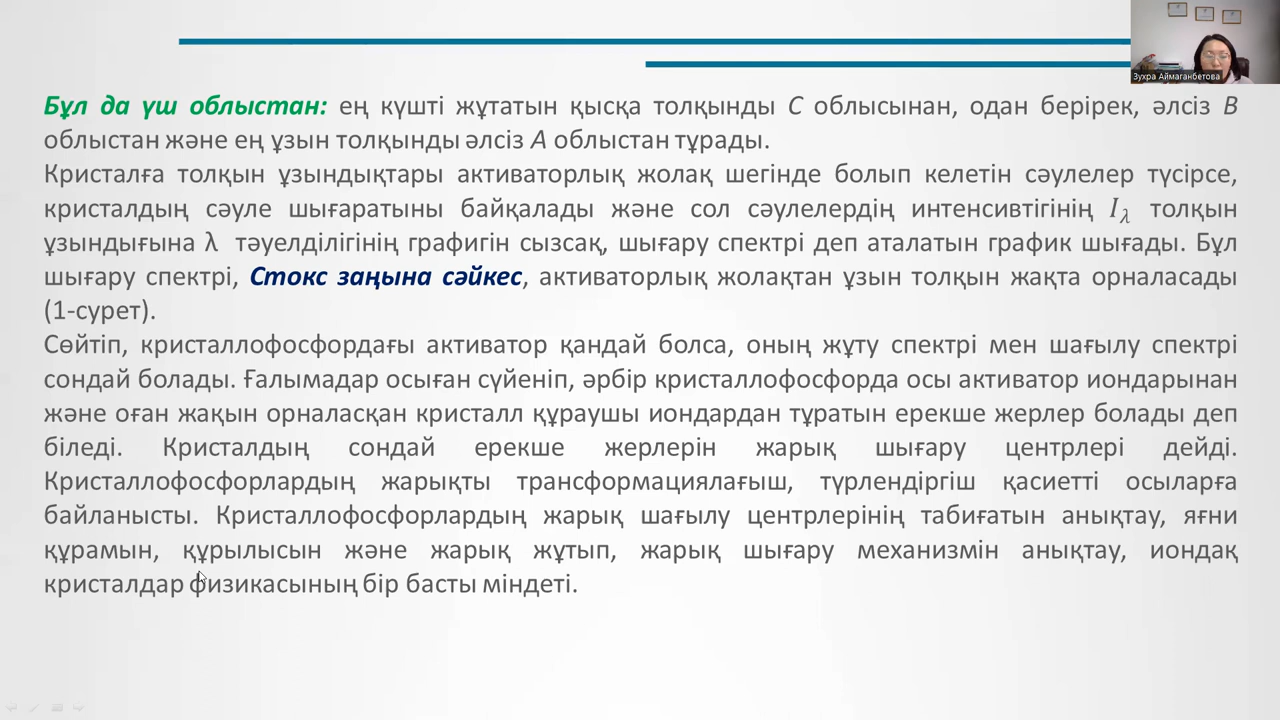 Зухра Аймаганбетова
Бұл да үш облыстан: ең күшті жұтатын қысқа толқынды С облысынан, одан берірек, әлсіз В
облыстан және ең ұзын толқынды әлсіз А облыстан тұрады.
Кристалға толқын ұзындықтары активаторлық жолақ шегінде болып келетін сәулелер түсірсе,
кристалдың сәуле шығаратыны байқалады және сол сәулелердің интенсивтігінің I_λ толқын
ұзындығына λ тәуелділігінің графигін сызсақ, шығару спектрі деп аталатын график шығады. Бұл
шығару спектрі, Стокс заңына сәйкес, активаторлық жолақтан ұзын толқын жақта орналасады
(1-сурет).
Сөйтіп, кристаллофосфордағы активатор қандай болса, оның жұту спектрі мен шағылу спектрі
сондай болады. Ғалымадар осыған сүйеніп, әрбір кристаллофосфорда осы активатор иондарынан
және оған жақын орналасқан кристалл құраушы иондардан тұратын ерекше жерлер болады деп
біледі. Кристалдың сондай ерекше жерлерін жарық шығару центрлері дейді.
Кристаллофосфорлардың жарықты трансформациялағыш, түрлендіргіш қасиетті осыларға
байланысты. Кристаллофосфорлардың жарық шағылу центрлерінің табиғатын анықтау, яғни
құрамын, құрылысын және жарық жұтып, жарық шығару механизмін анықтау, иондақ
кристалдар физикасының бір басты міндеті.